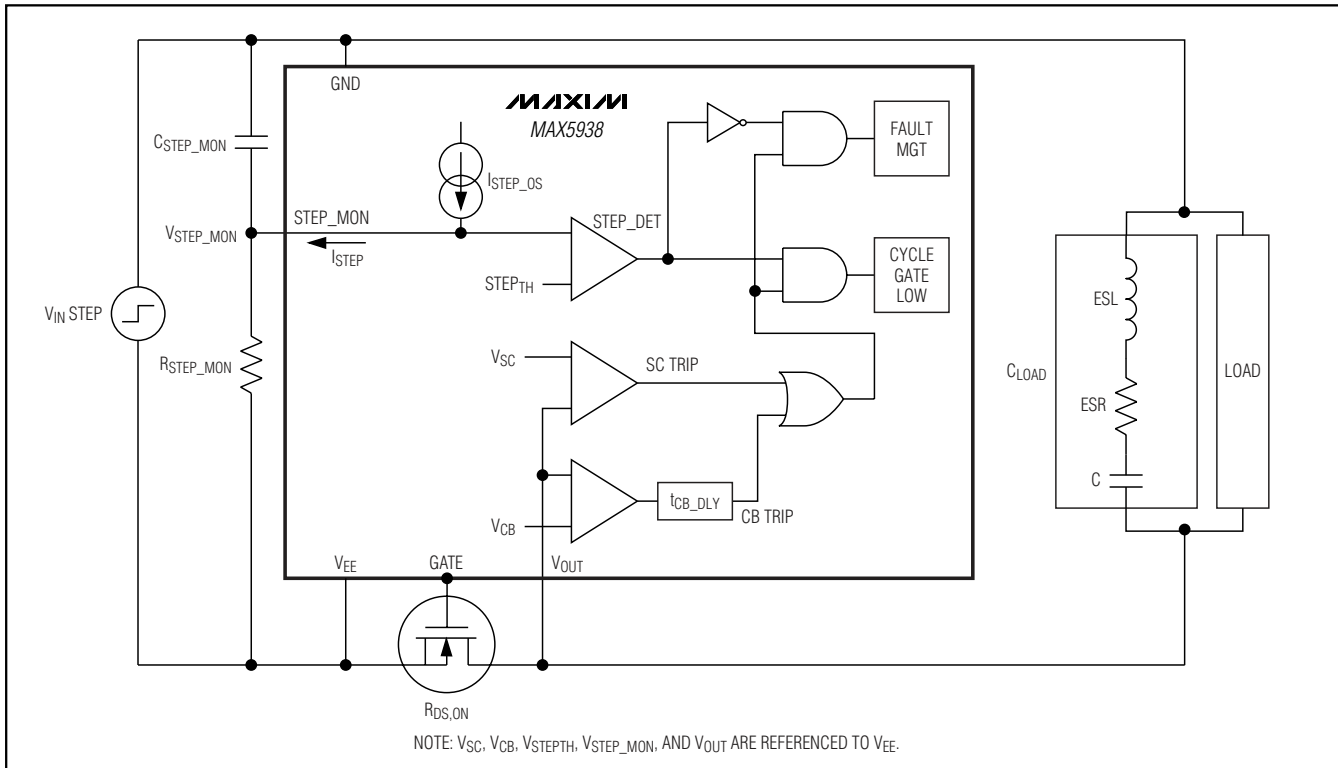 GND
MAXIM
MAX5938
CSTEP_MON
ISTEP_OS
FAULT
MGT
STEP_MON
STEP_DET
VSTEP_MON
ISTEP
STEPTH
CYCLE
GATE
LOW
VIN STEP
RSTEP_MON
VSC
SC TRIP
VCB
tCB_DLY
CB TRIP
ESL
CLOAD
ESR
C
LOAD
VEE
GATE
VOUT
RDS,ON
NOTE: VSC, VCB, VSTEPTH, VSTEP_MON, AND VOUT ARE REFERENCED TO VEE.